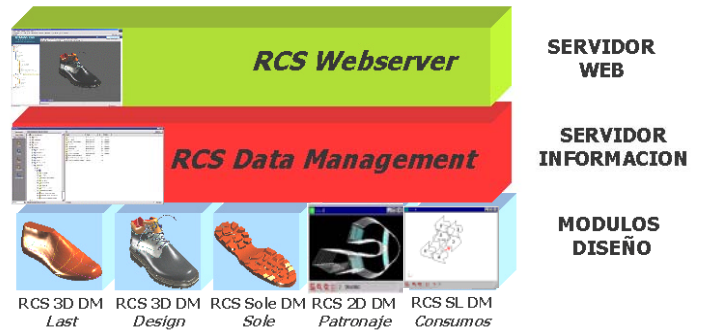 RCS Webserver
SERVIDOR
WEB
RCS Data Management
SERVIDOR
INFORMACION
MODULOS
DISEÑO
RCS 3D DM
Last
RCS 3D DM
Design
RCS Sole DM
Sole
RCS 2D DM
Patronaje
RCS SL DM
Consumos